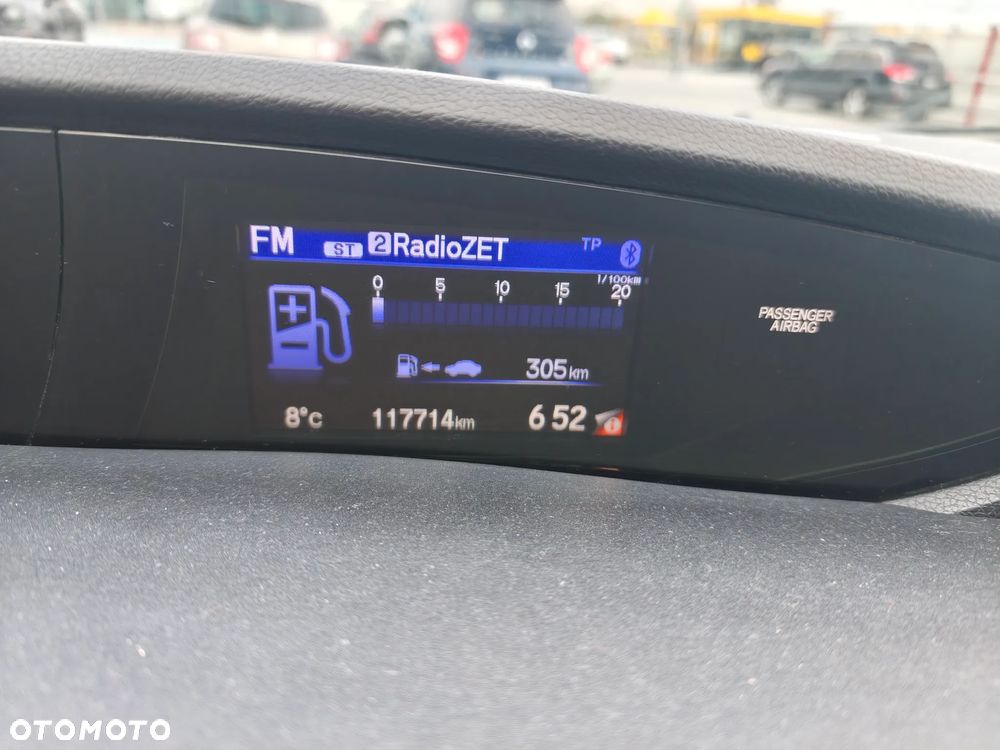 FM ST 2 RadioZET TP
1/100km
0 5 10 15 20
305km
8°C 117714km 6 52
PASSENGER
AIRBAG
OTOMOTO